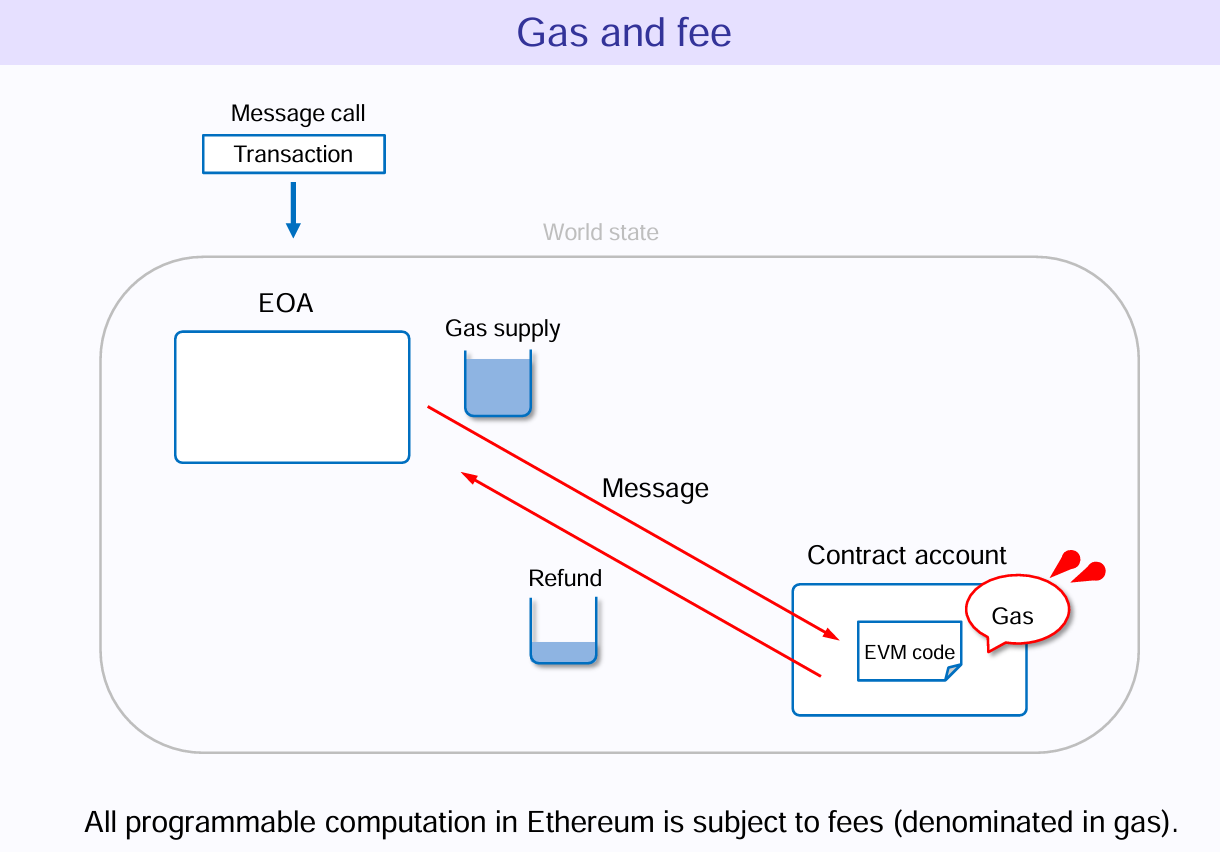 Gas and fee
Message call
Transaction
World state
EOA
Gas supply
Message
Contract account
Refund
Gas
EVM code
All programmable computation in Ethereum is subject to fees (denominated in gas).